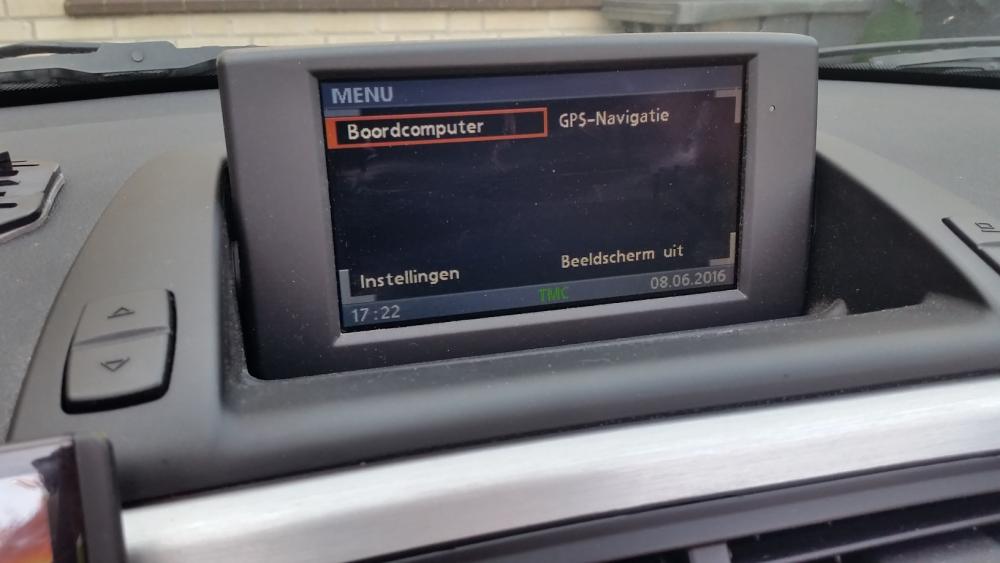 MENU
Boordcomputer
GPS-Navigatie
Instellingen
Beeldscherm uit
17:22
TMC
08.06.2016